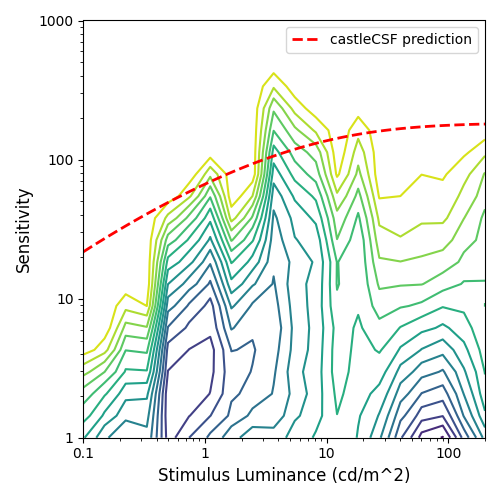 1000
castleCSF prediction
100
Sensitivity
10
1
0.1 1 10 100
Stimulus Luminance (cd/m^2)